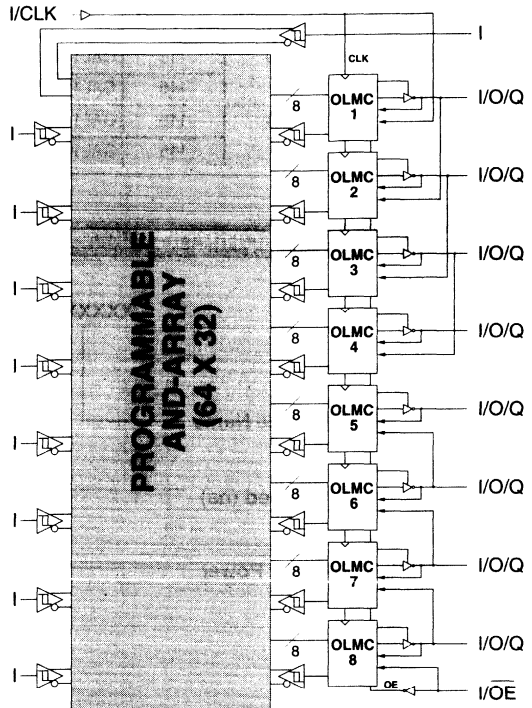 I/CLK
I
CLK
8
OLMC
1
I/O/Q
I
8
OLMC
2
I/O/Q
I
8
OLMC
3
I/O/Q
I
PROGRAMMABLE
AND-ARRAY
(64 X 32)
8
OLMC
4
I/O/Q
I
8
OLMC
5
I/O/Q
I
8
OLMC
6
I/O/Q
I
8
OLMC
7
I/O/Q
I
8
OLMC
8
I/O/Q
I
OE
I/OE